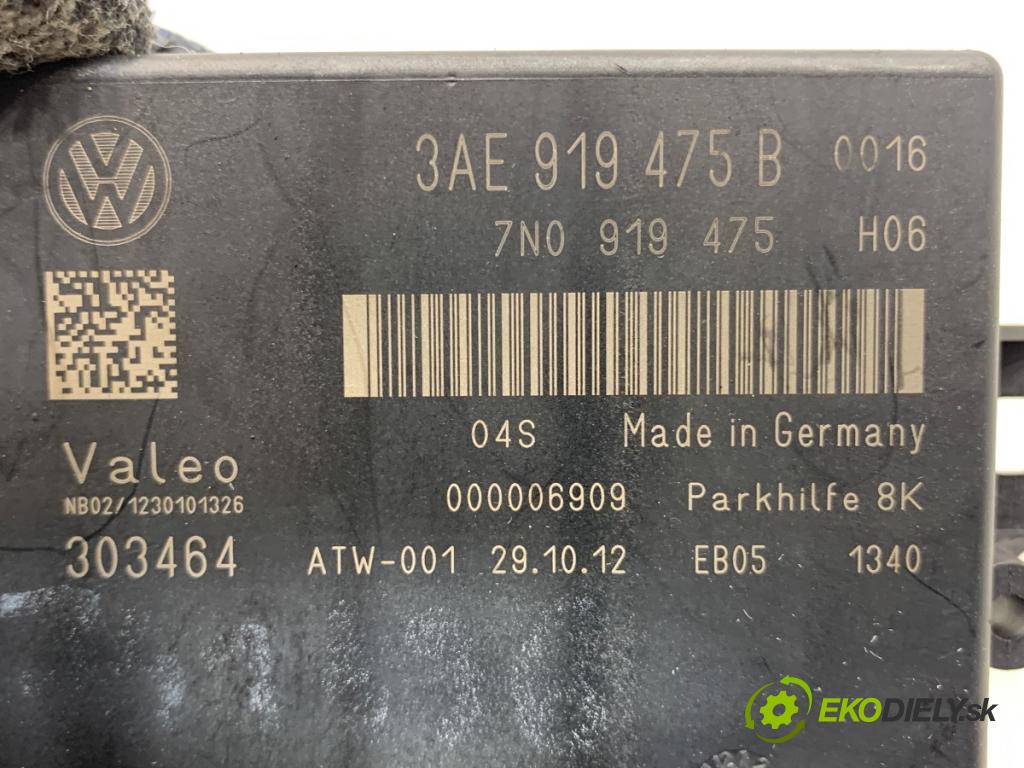 3AE 919 475 B 0016
7N0 919 475 H06
04S Made in Germany
Valeo
NB02/1230101326
000006909 Parkhilfe 8K
303464 ATW-001 29.10.12 EB05 1340
EKODIELY.sk